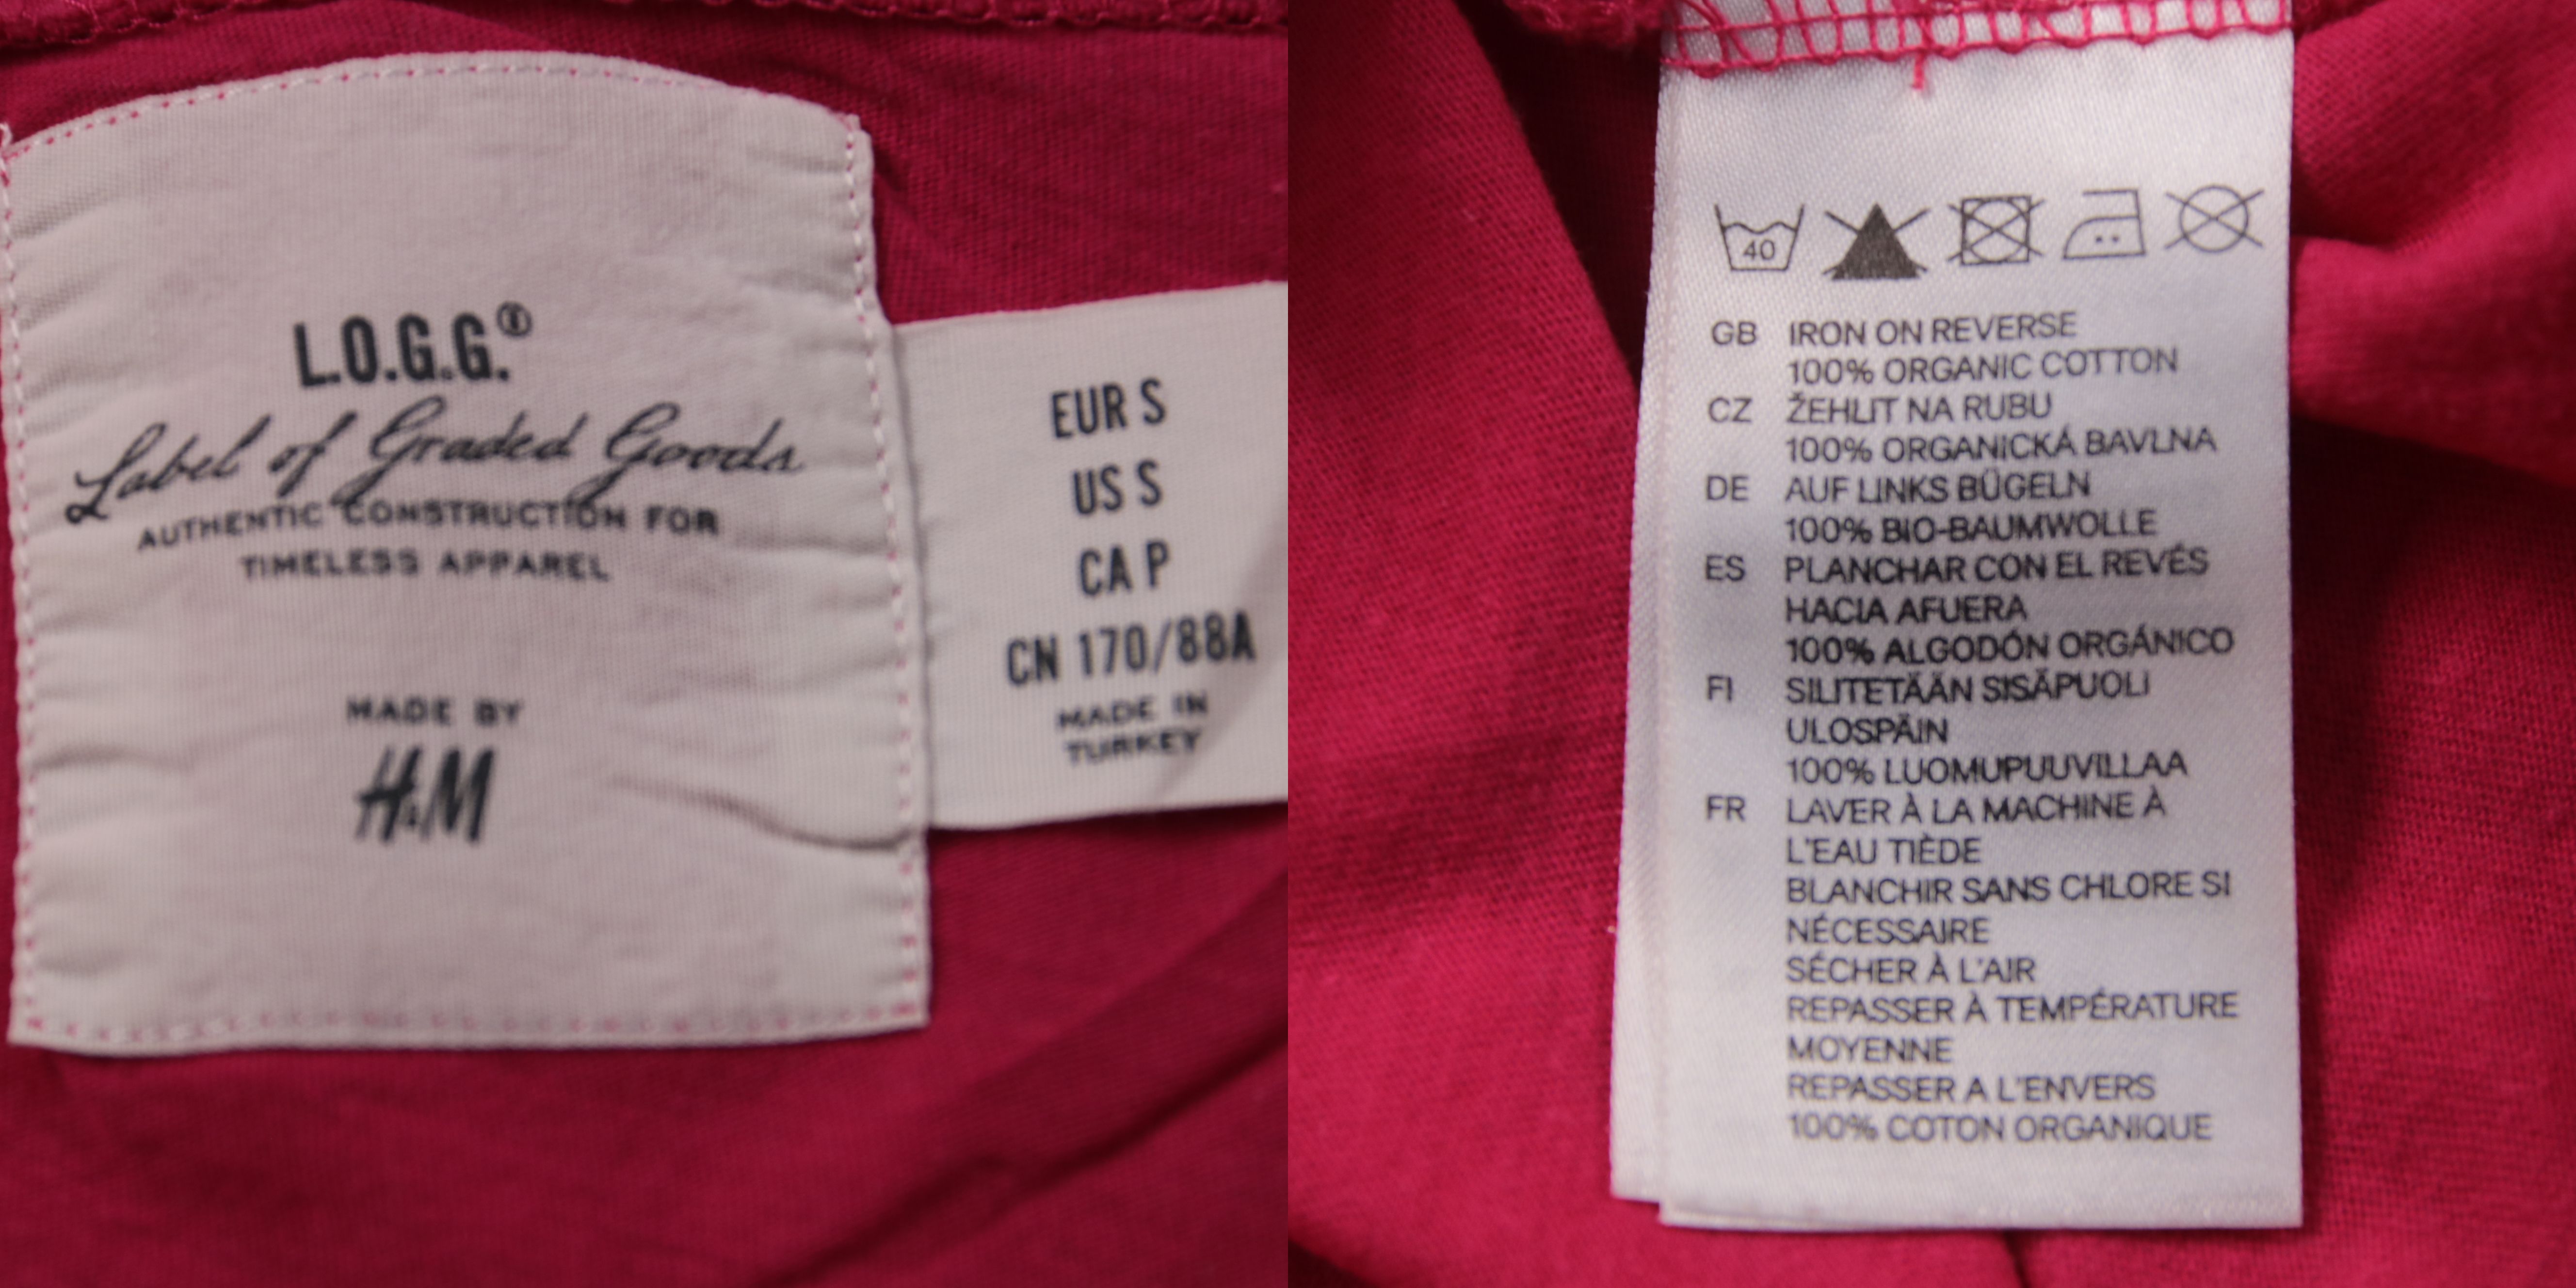 L.O.G.G.®
Label of Graded Goods
AUTHENTIC CONSTRUCTION FOR
TIMELESS APPAREL
MADE BY
H&M
EUR S
US S
CA P
CN 170/88A
MADE IN
TURKEY
40
GB IRON ON REVERSE
100% ORGANIC COTTON
CZ ŽEHLIT NA RUBU
100% ORGANICKÁ BAVLNA
DE AUF LINKS BÜGELN
100% BIO-BAUMWOLLE
ES PLANCHAR CON EL REVÉS
HACIA AFUERA
100% ALGODÓN ORGÁNICO
FI SILITETÄÄN SISÄPUOLI
ULOSPÄIN
100% LUOMUPUUVILLAA
FR LAVER À LA MACHINE À
L'EAU TIÈDE
BLANCHIR SANS CHLORE SI
NÉCESSAIRE
SÉCHER À L'AIR
REPASSER À TEMPÉRATURE
MOYENNE
REPASSER A L'ENVERS
100% COTON ORGANIQUE